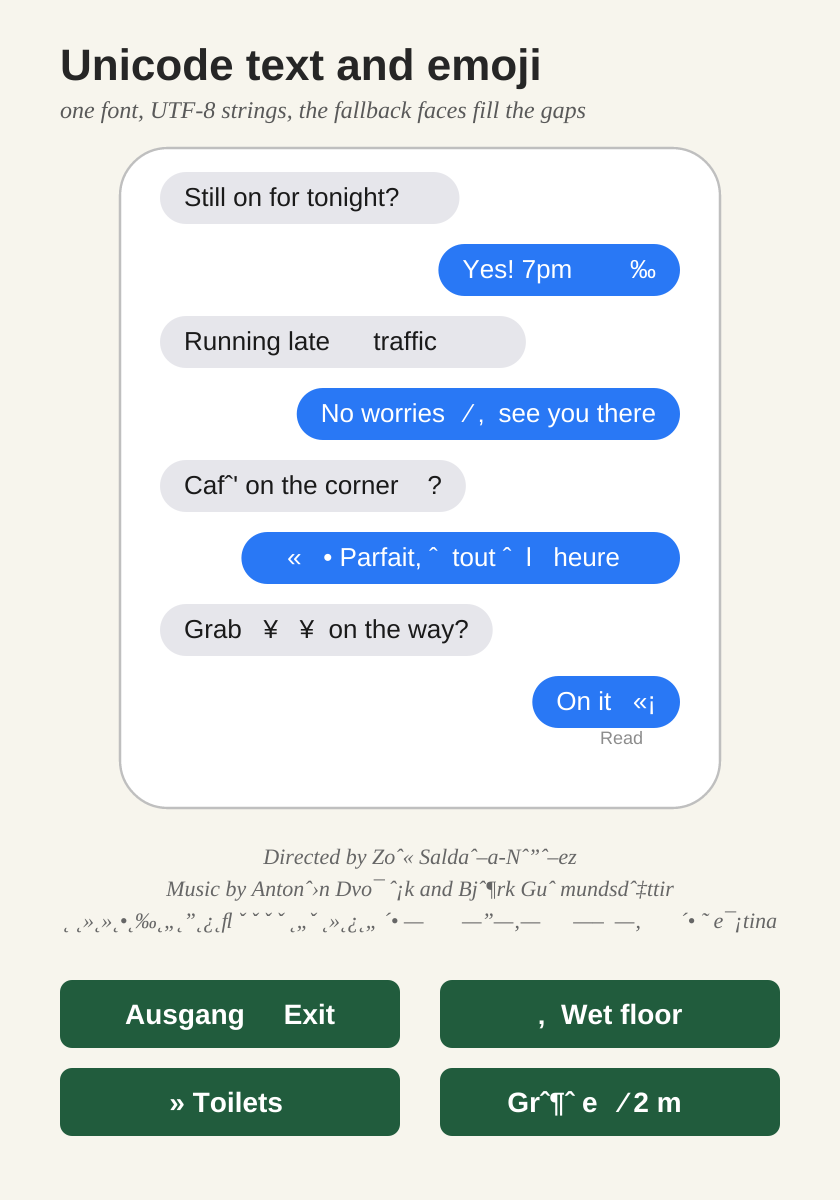 Unicode text and emoji
one font, UTF-8 strings, the fallback faces fill the gaps
Still on for tonight?
Yes! 7pm ‰
Running late traffic
No worries ⁄ , see you there
Cafˆ' on the corner ?
« • Parfait, ˆ tout ˆ l heure
Grab ¥ ¥ on the way?
On it «¡
Read
Directed by Zoˆ« Saldaˆ–a-Nˆ”ˆ–ez
Music by Antonˆ›n Dvo¯ˆ¡k and Bjˆ¶rk Guˆ mundsdˆ‡ttir
˛ ˛»˛»˛•˛‰˛„˛”˛¿˛ﬂ ˇ ˇ ˇ ˇ ˛„ˇ ˛»˛¿˛„ ´• — —”—‚— —– —‚ ´• ˜ e¯¡tina
Ausgang Exit
‚ Wet floor
» Toilets
Grˆ¶ˆ e ⁄2 m